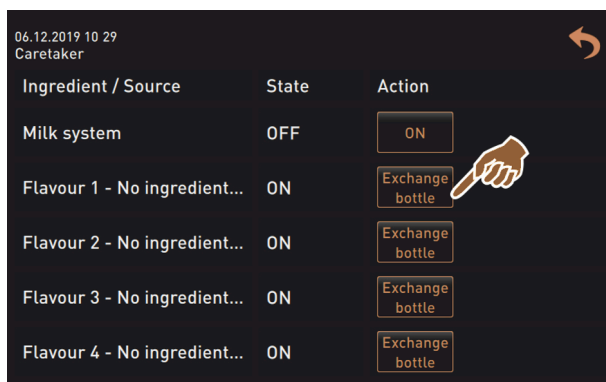 06.12.2019 10 29
Caretaker
Ingredient / Source State Action
Milk system OFF ON
Flavour 1 - No ingredient... ON Exchange
bottle
Flavour 2 - No ingredient... ON Exchange
bottle
Flavour 3 - No ingredient... ON Exchange
bottle
Flavour 4 - No ingredient... ON Exchange
bottle